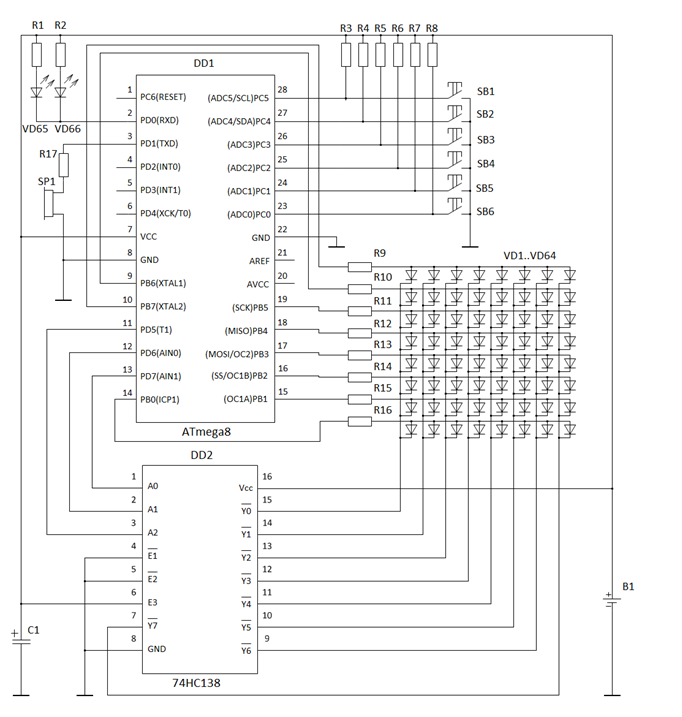 R1 R2 R3 R4 R5 R6 R7 R8
DD1
1 PC6(RESET) (ADC5/SCL)PC5 28 SB1
2 PD0(RXD) (ADC4/SDA)PC4 27 SB2
VD65 VD66
3 PD1(TXD) (ADC3)PC3 26 SB3
R17
4 PD2(INT0) (ADC2)PC2 25 SB4
SP1
5 PD3(INT1) (ADC1)PC1 24 SB5
6 PD4(XCK/T0) (ADC0)PC0 23 SB6
7 VCC GND 22
8 GND AREF 21 R9 VD1..VD64
9 PB6(XTAL1) AVCC 20 R10
10 PB7(XTAL2) (SCK)PB5 19 R11
11 PD5(T1) (MISO)PB4 18 R12
12 PD6(AIN0) (MOSI/OC2)PB3 17 R13
13 PD7(AIN1) (SS/OC1B)PB2 16 R14
14 PB0(ICP1) (OC1A)PB1 15 R15
R16
ATmega8
DD2
1 A0 Vcc 16
2 A1 Y0 15
3 A2 Y1 14
4 E1 Y2 13
5 E2 Y3 12
6 E3 Y4 11
7 Y7 Y5 10
8 GND Y6 9
B1
+
+ C1
74HC138